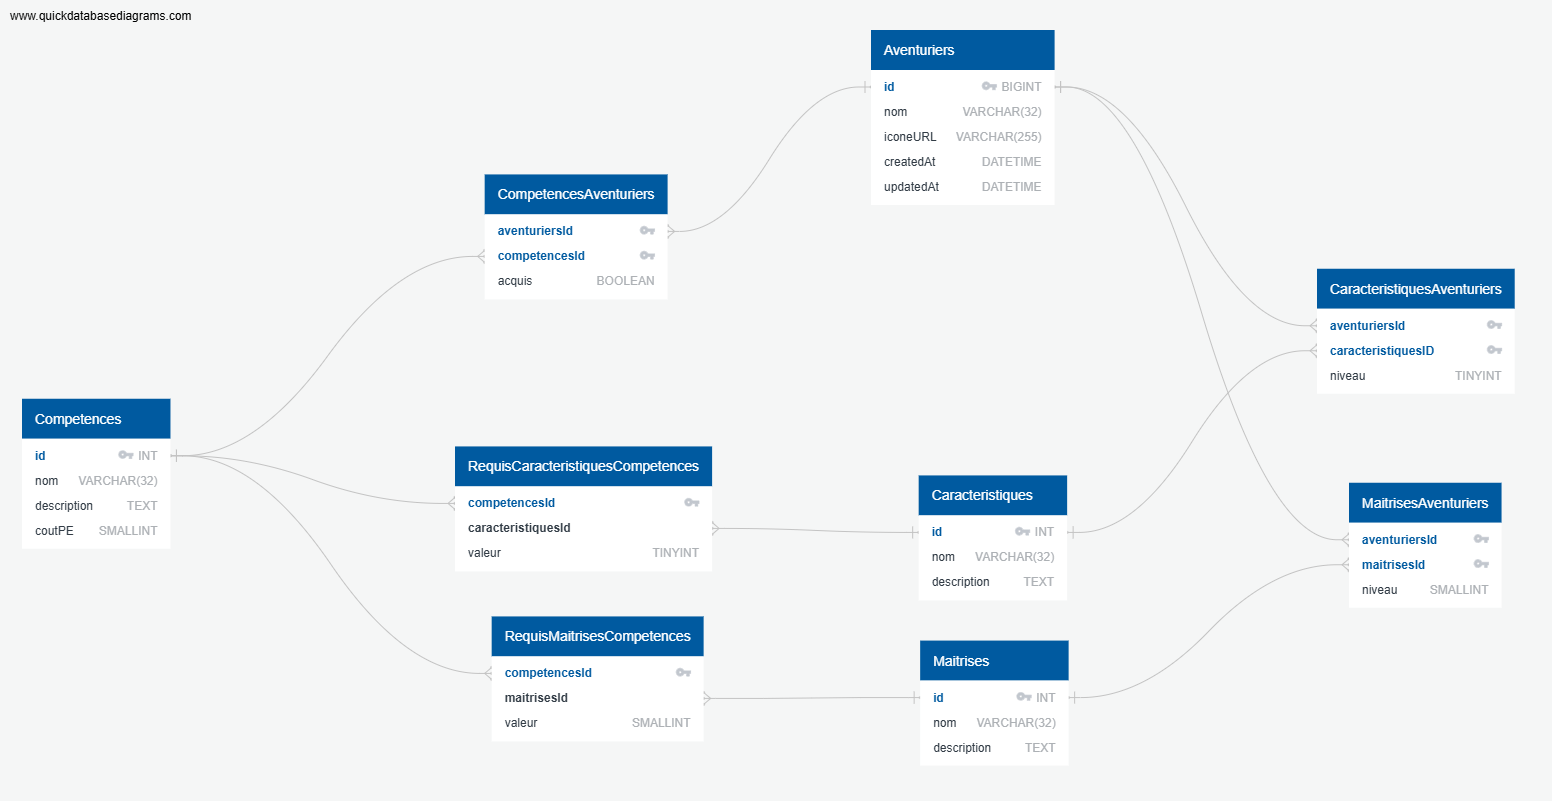 www.quickdatabasediagrams.com
Aventuriers
id BIGINT
nom VARCHAR(32)
iconeURL VARCHAR(255)
createdAt DATETIME
updatedAt DATETIME
CompetencesAventuriers
aventuriersId
competencesId
acquis BOOLEAN
CaracteristiquesAventuriers
aventuriersId
caracteristiquesID
niveau TINYINT
Competences
id INT
nom VARCHAR(32)
description TEXT
coutPE SMALLINT
RequisCaracteristiquesCompetences
competencesId
caracteristiquesId
valeur TINYINT
Caracteristiques
id INT
nom VARCHAR(32)
description TEXT
MaitrisesAventuriers
aventuriersId
maitrisesId
niveau SMALLINT
RequisMaitrisesCompetences
competencesId
maitrisesId
valeur SMALLINT
Maitrises
id INT
nom VARCHAR(32)
description TEXT